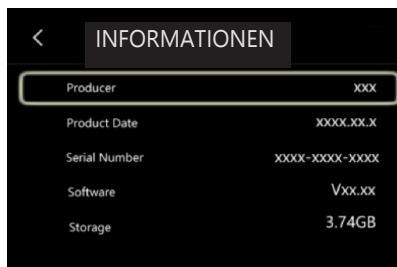 < INFORMATIONEN
Producer xxx
Product Date xxxx.xx.x
Serial Number xxxx-xxxx-xxxx
Software Vxx.xx
Storage 3.74GB